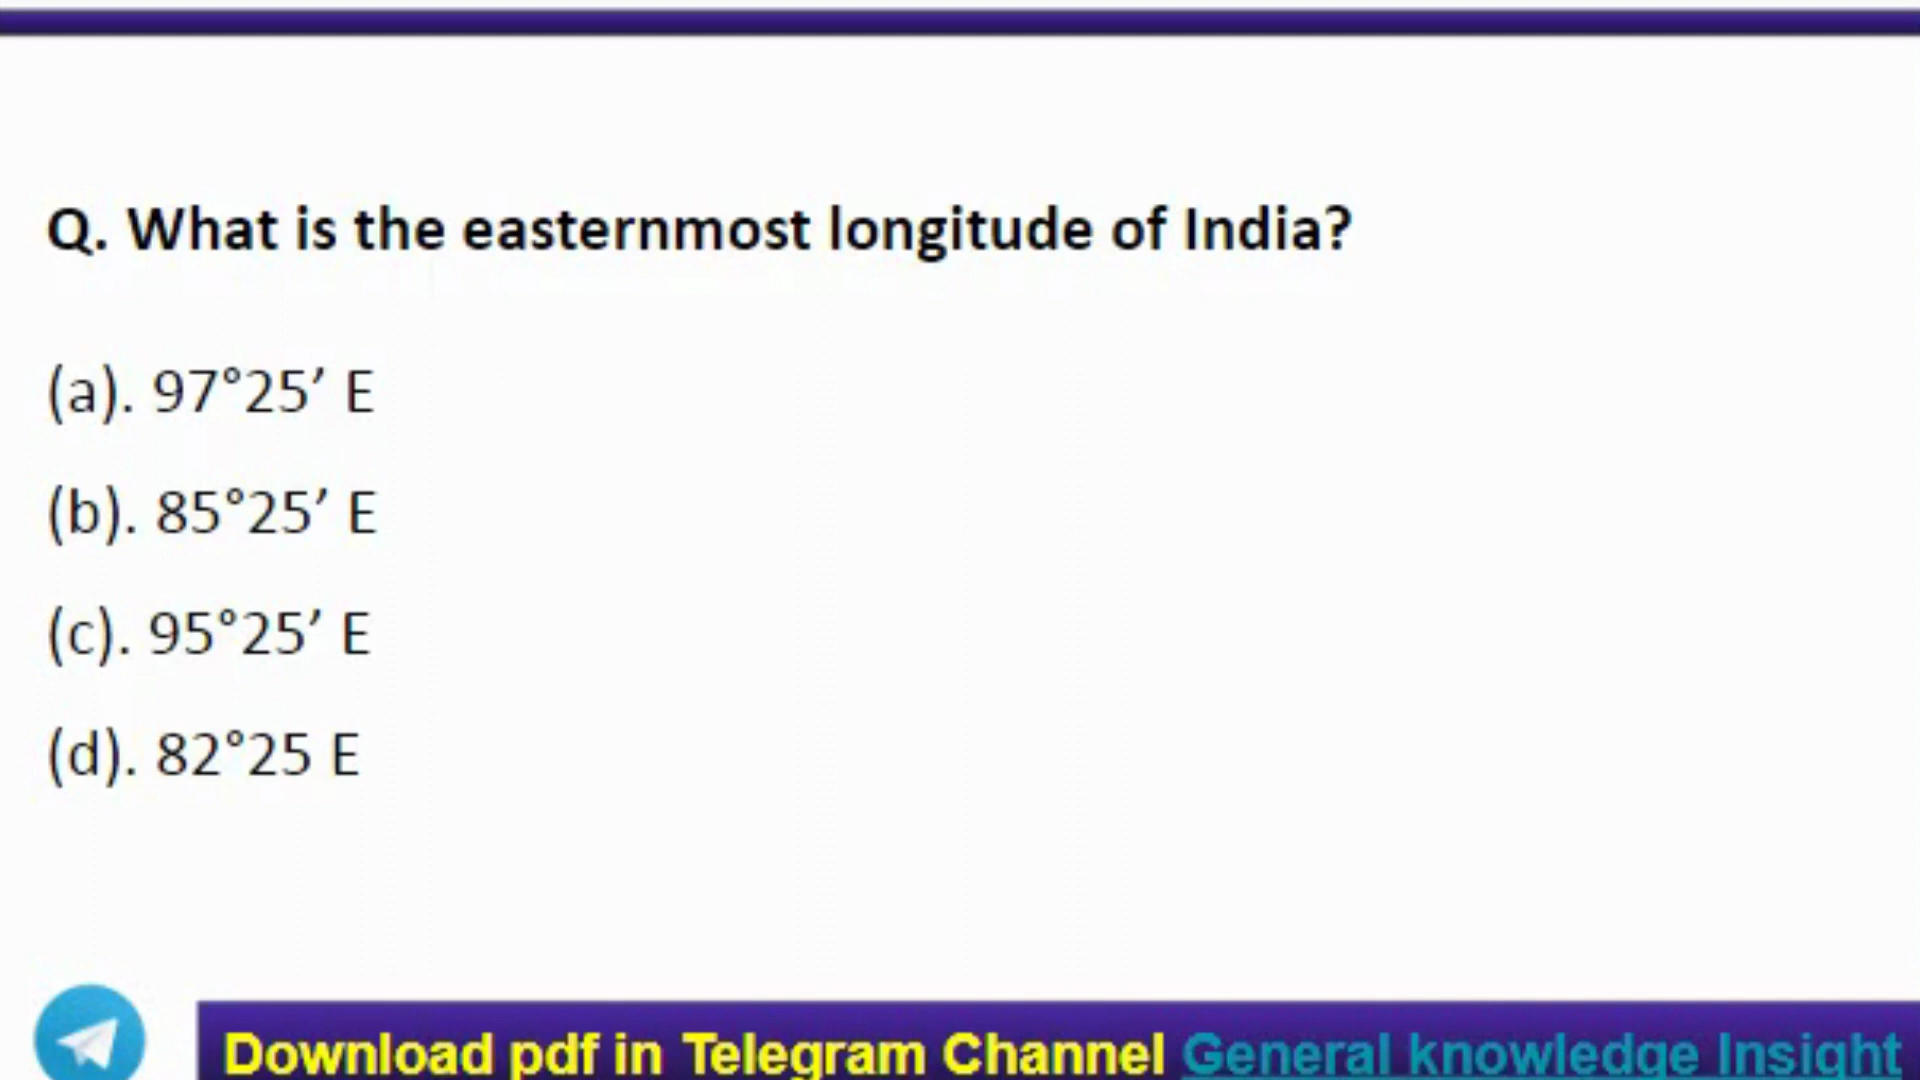 Q. What is the easternmost longitude of India?
(a). 97°25’ E
(b). 85°25’ E
(c). 95°25’ E
(d). 82°25 E
Download pdf in Telegram Channel General knowledge Insight